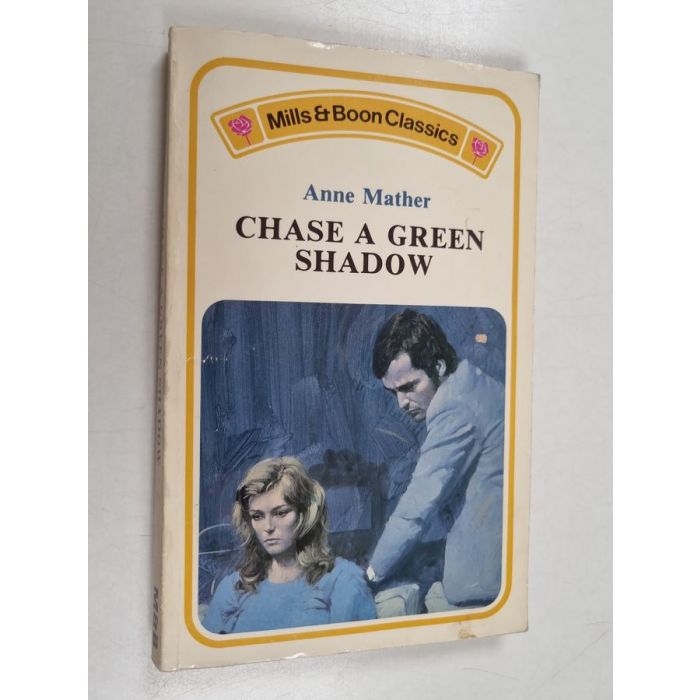 Mills & Boon Classics
Anne Mather
CHASE A GREEN
SHADOW